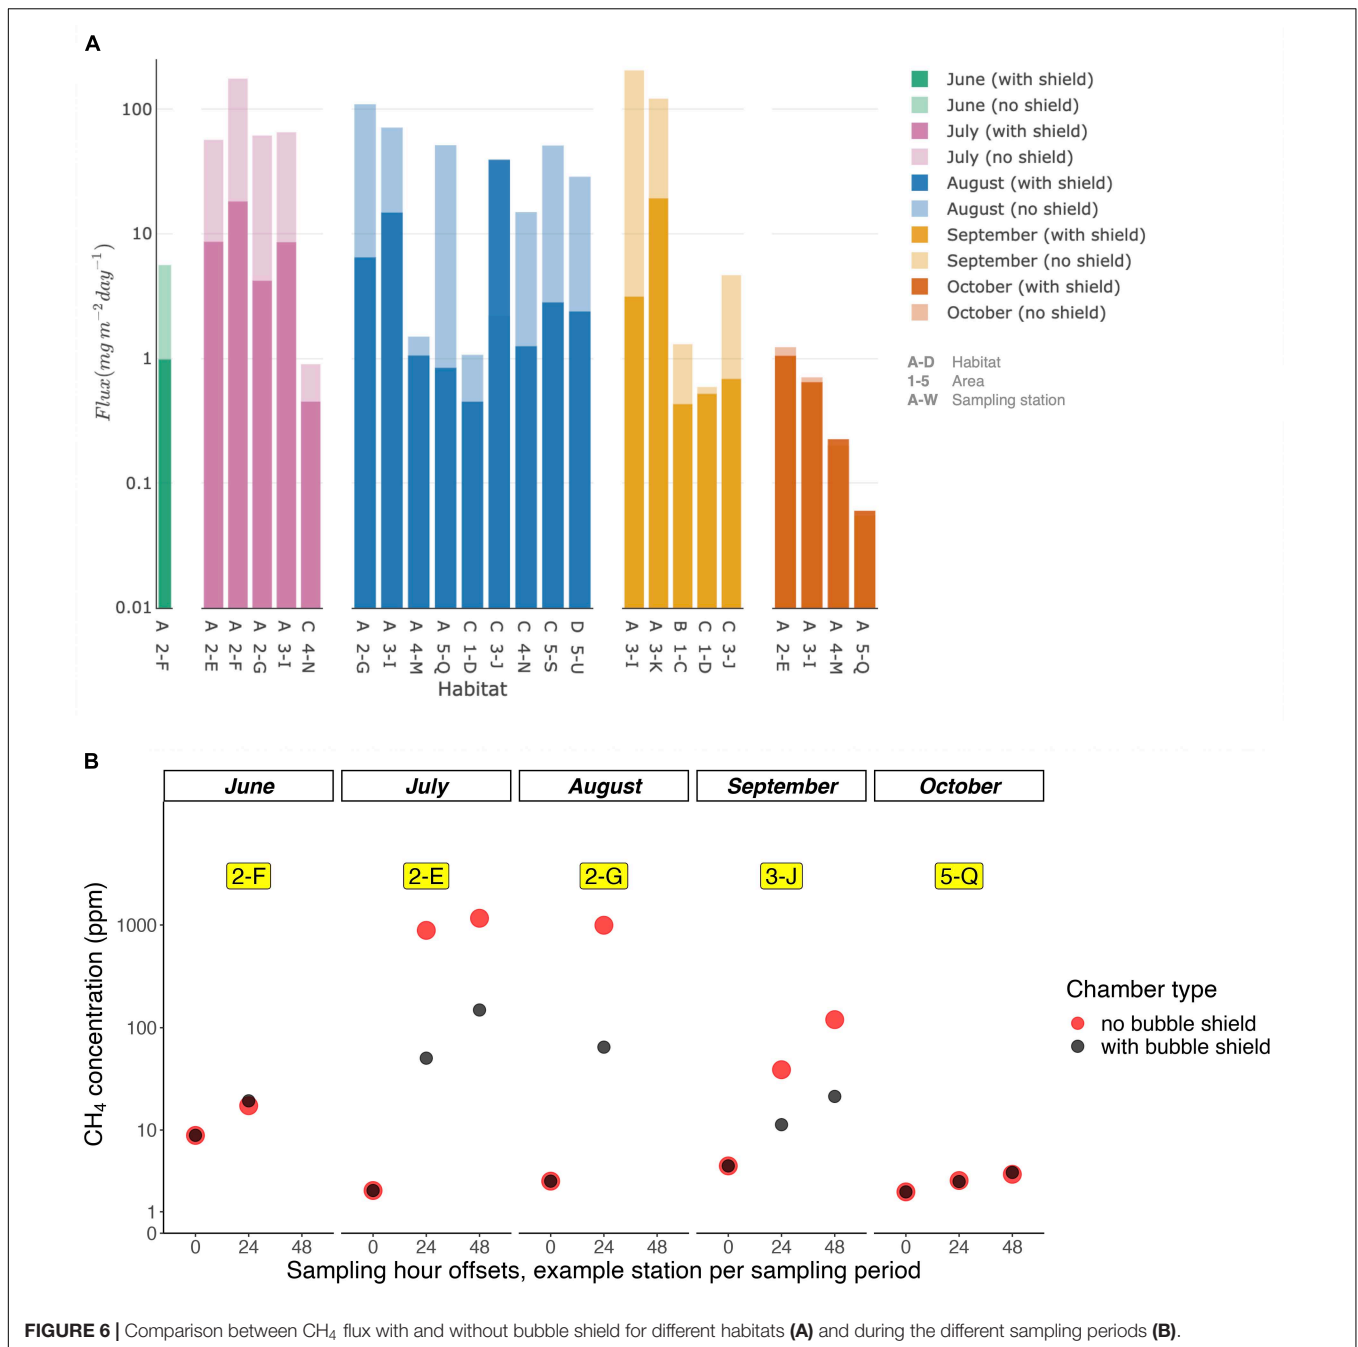 A
100
10
1
0.1
0.01
Flux(mg m⁻²day⁻¹)
A 2-F
A 2-E
A 2-F
A 2-G
A 3-I
C 4-N
A 2-G
A 3-I
A 4-M
A 5-Q
C 1-D
C 3-J
C 4-N
C 5-S
D 5-U
A 3-I
A 3-K
B 1-C
C 1-D
C 3-J
A 2-E
A 3-I
A 4-M
A 5-Q
Habitat
June (with shield)
June (no shield)
July (with shield)
July (no shield)
August (with shield)
August (no shield)
September (with shield)
September (no shield)
October (with shield)
October (no shield)
A-D Habitat
1-5 Area
A-W Sampling station
B
June July August September October
2-F 2-E 2-G 3-J 5-Q
CH₄ concentration (ppm)
1000
100
10
1
0
0 24 48 0 24 48 0 24 48 0 24 48 0 24 48
Sampling hour offsets, example station per sampling period
Chamber type
no bubble shield
with bubble shield
FIGURE 6 | Comparison between CH₄ flux with and without bubble shield for different habitats (A) and during the different sampling periods (B).